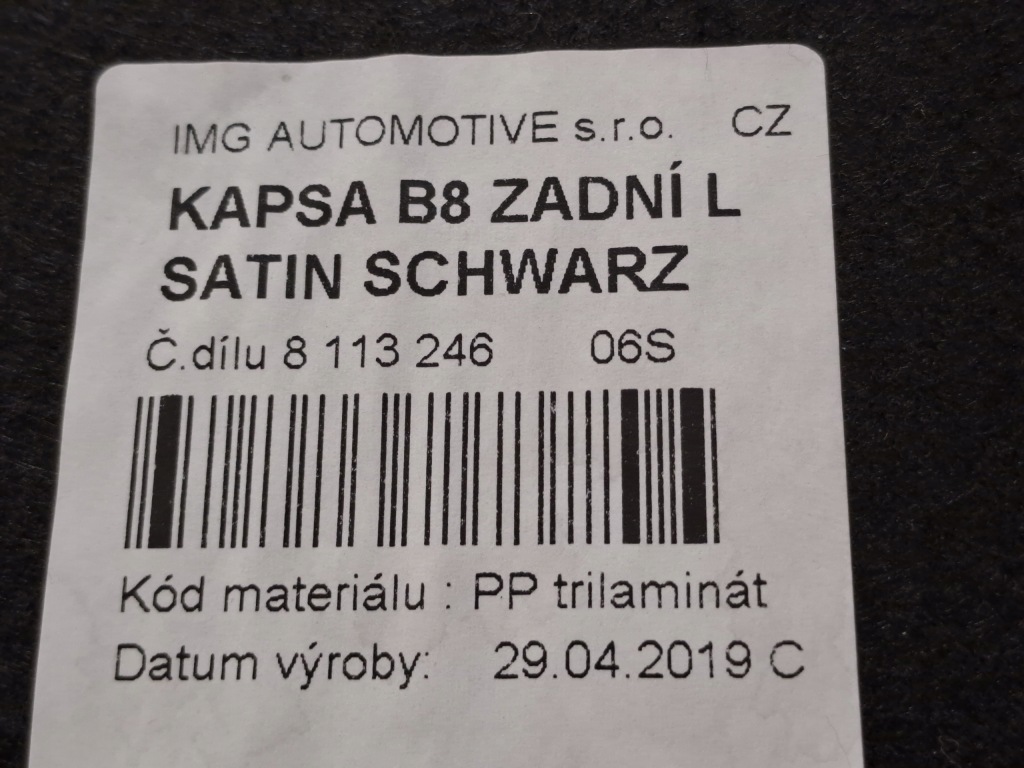 IMG AUTOMOTIVE s.r.o. CZ
KAPSA B8 ZADNÍ L
SATIN SCHWARZ
Č.dílu 8 113 246 06S
Kód materiálu : PP trilaminát
Datum výroby: 29.04.2019 C